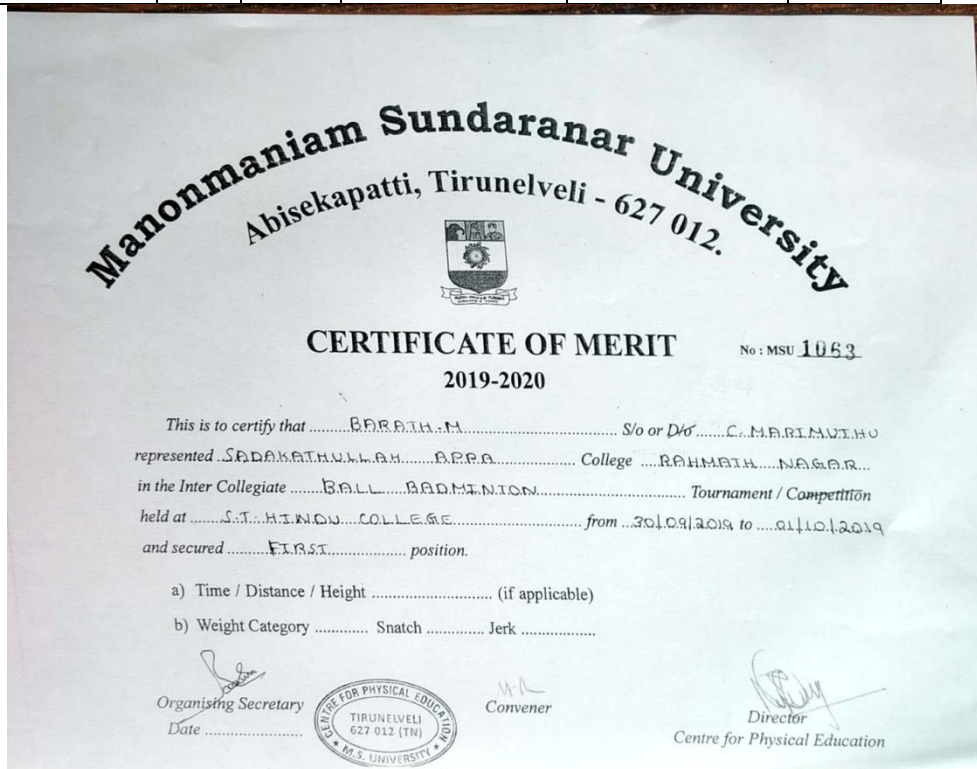 Manonmaniam Sundaranar University
Abisekapatti, Tirunelveli - 627 012.
CERTIFICATE OF MERIT
No : MSU 1063
2019-2020
This is to certify that ........ BARATH.M ........ S/o or D/o ...... C. MARIMUTHU
represented .SADAKATHULLAH ..... APPA ............ College ....RAHMATH ..... NAGAR...
in the Inter Collegiate ...... BALL ... BADMINTON ............ Tournament / Competition
held at ...... S.T. HINDU ... COLLEGE ............ from ...30/09/2019 to ....01/10/2019
and secured .........FIRST............... position.
a) Time / Distance / Height ............................ (if applicable)
b) Weight Category ............ Snatch ............. Jerk .................
Organising Secretary
Date ......................
CENTRE FOR PHYSICAL EDUCATION
TIRUNELVELI
627 012 (TN)
* M.S. UNIVERSITY *
Convener
Director
Centre for Physical Education